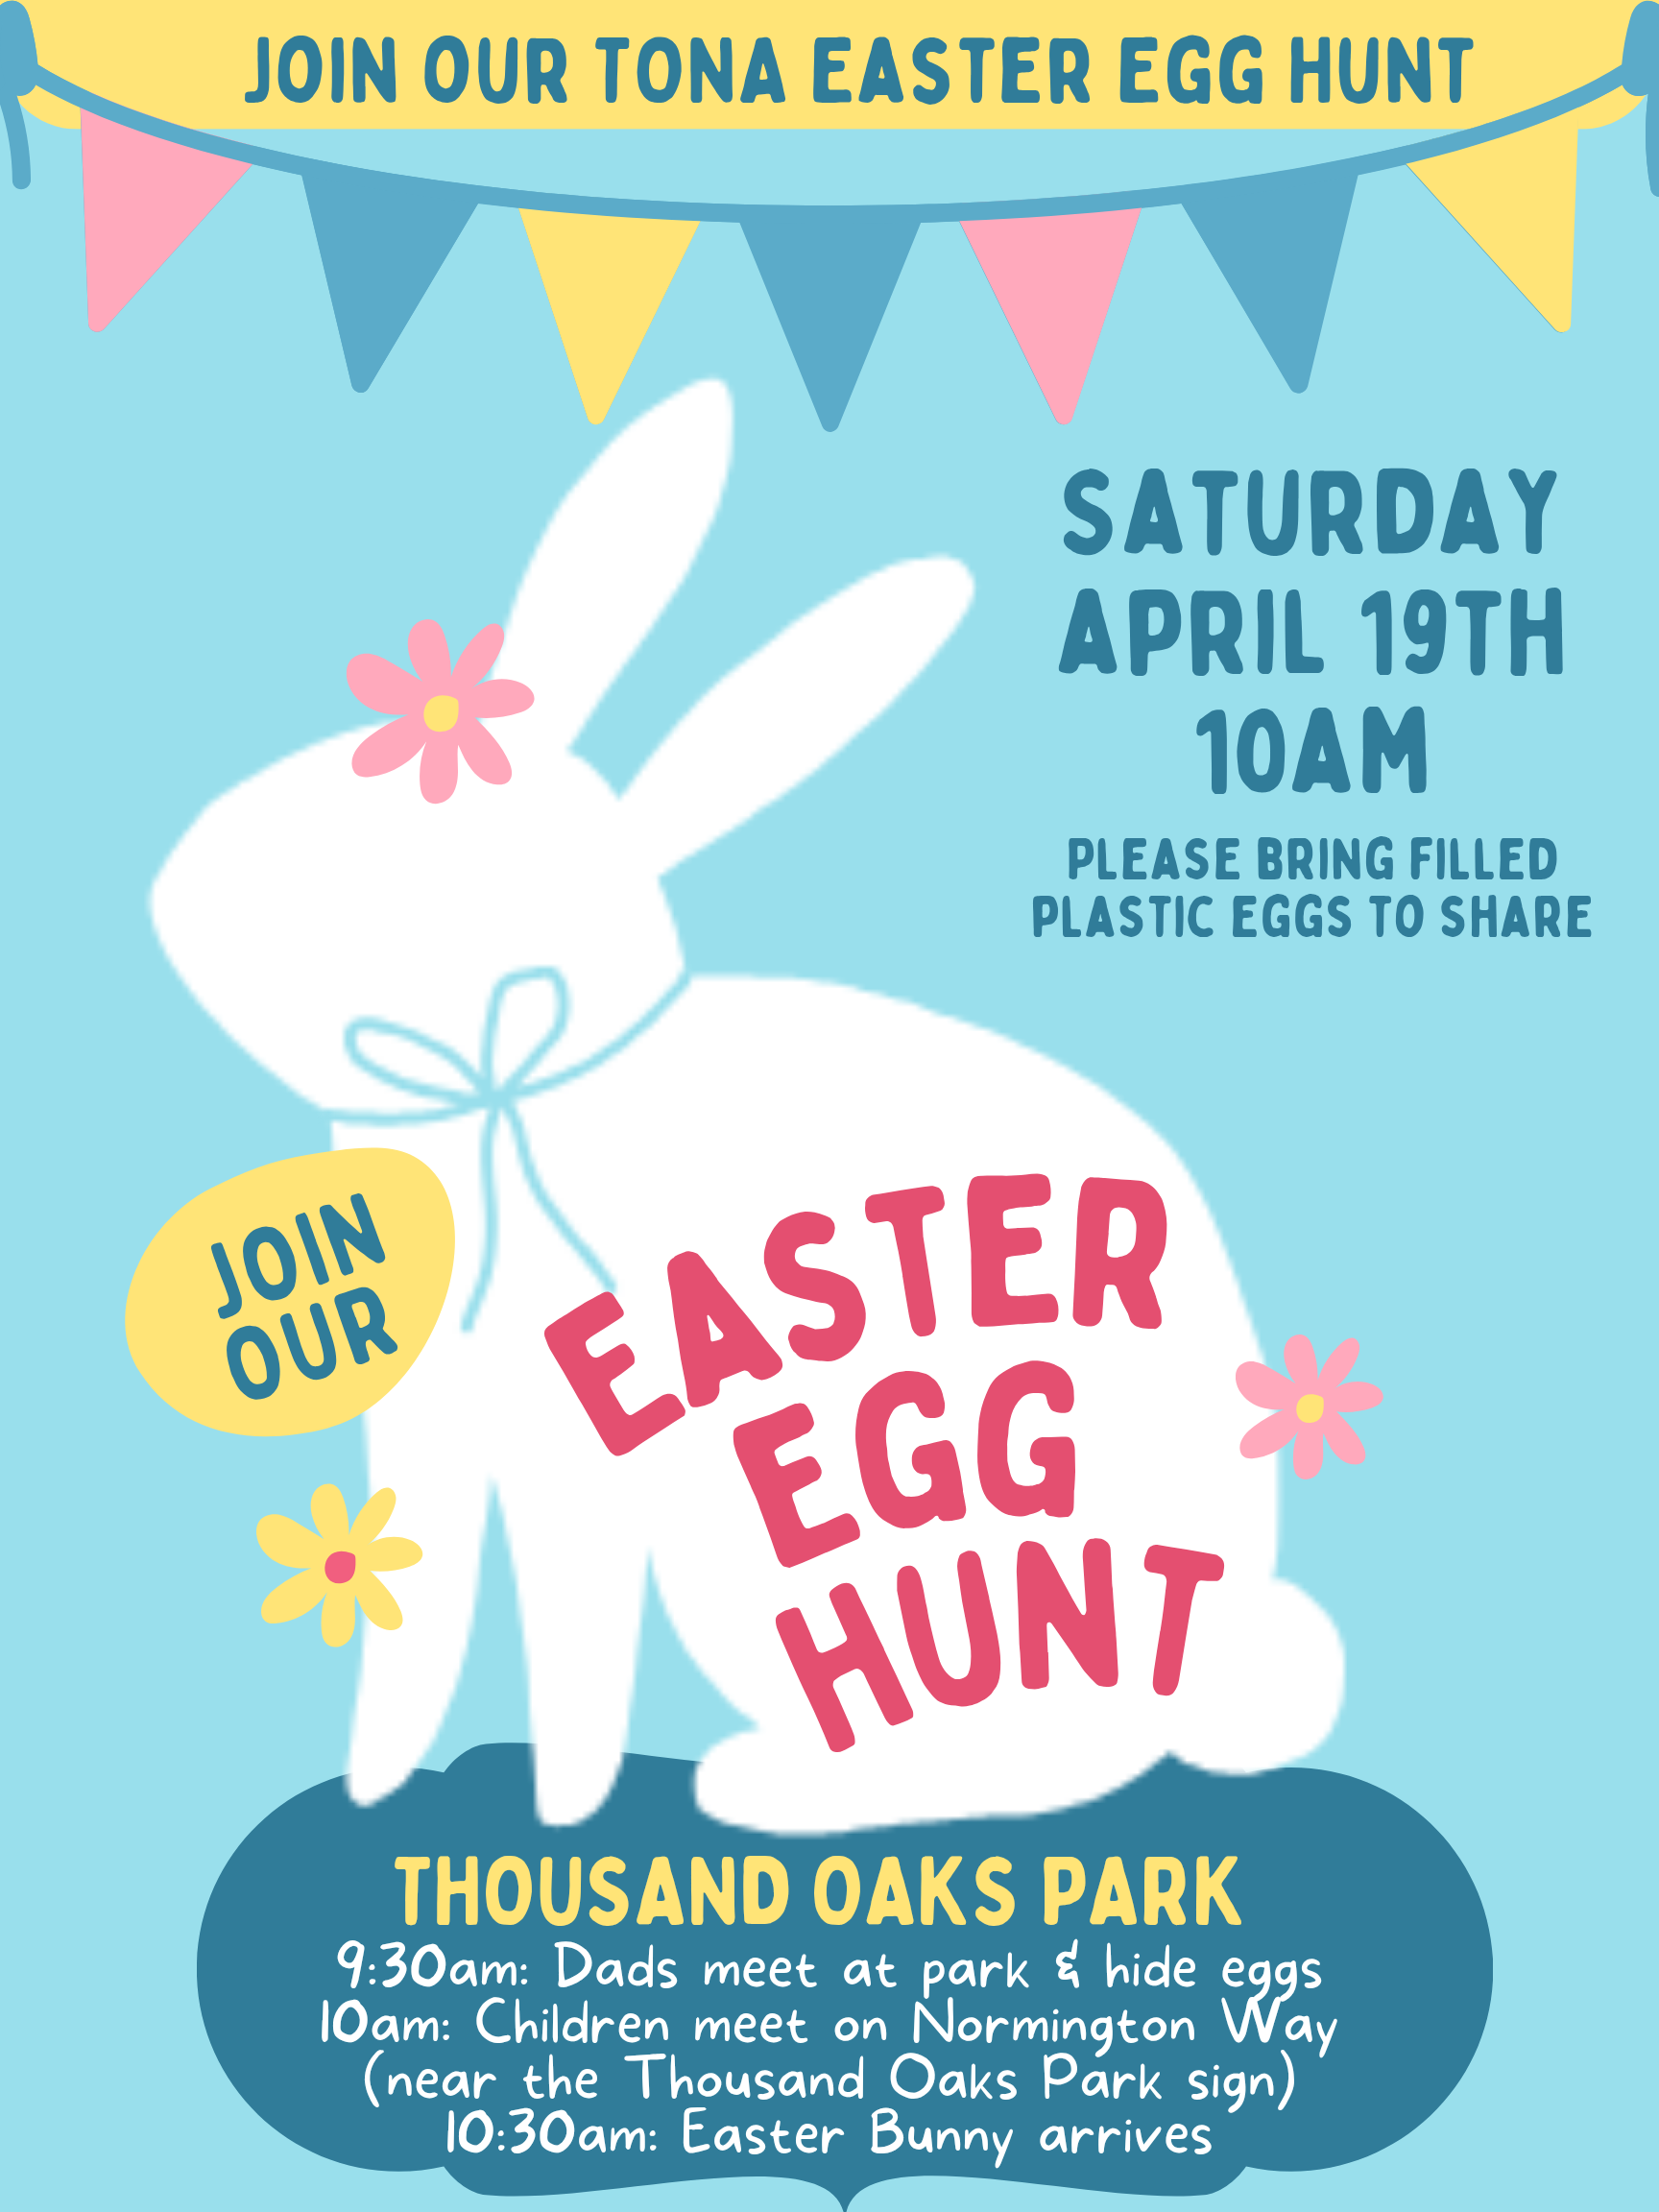 JOIN OUR TONA EASTER EGG HUNT
SATURDAY
APRIL 19TH
10AM
PLEASE BRING FILLED
PLASTIC EGGS TO SHARE
JOIN
OUR
EASTER
EGG
HUNT
THOUSAND OAKS PARK
9:30am: Dads meet at park & hide eggs
10am: Children meet on Normington Way
(near the Thousand Oaks Park sign)
10:30am: Easter Bunny arrives